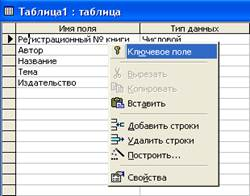 Таблица1 : таблица
Имя поля Тип данных
Регистрационный № книги Числовой
Автор
Название
Тема
Издательство
Ключевое поле
Вырезать
Копировать
Вставить
Добавить строки
Удалить строки
Построить...
Свойства